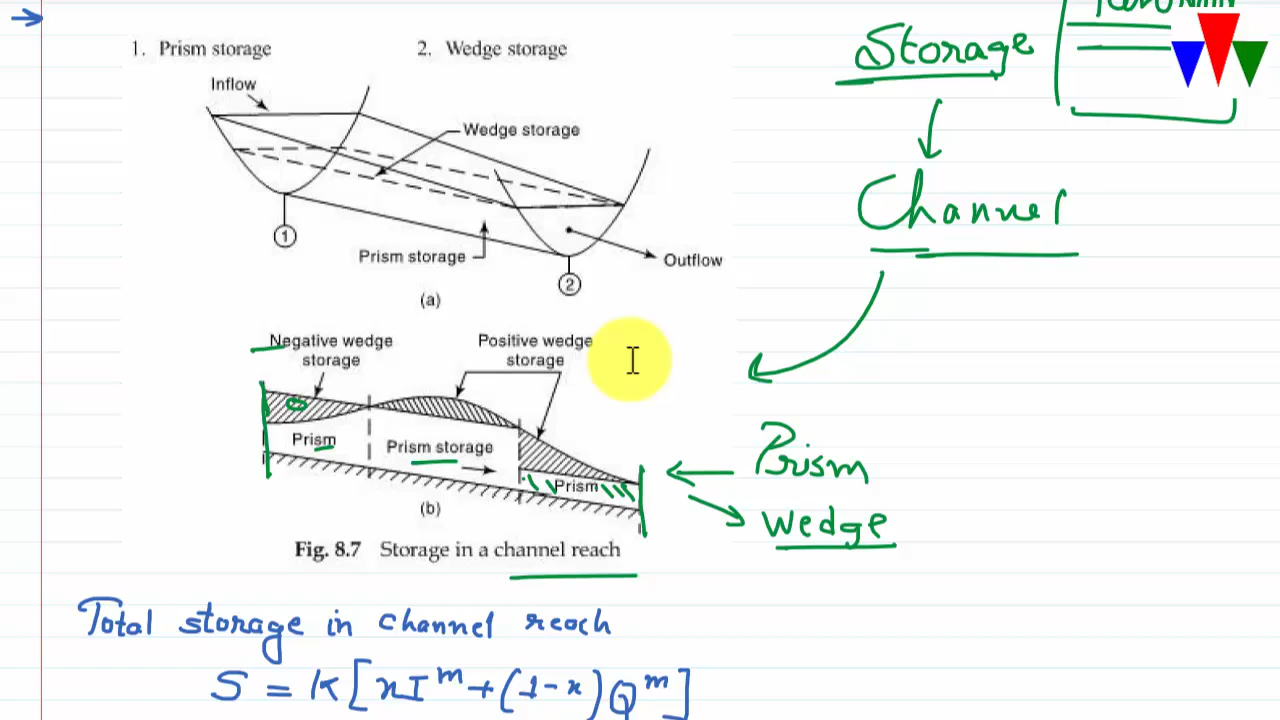 1. Prism storage 2. Wedge storage
Inflow
Wedge storage
1
Prism storage
Outflow
2
(a)
Negative wedge
storage
Positive wedge
storage
Prism
Prism storage
Prism
(b)
Fig. 8.7 Storage in a channel reach
Storage
Channel
Prism
Wedge
Total storage in channel reach
S = K[xI^m+(1-x)Q^m]